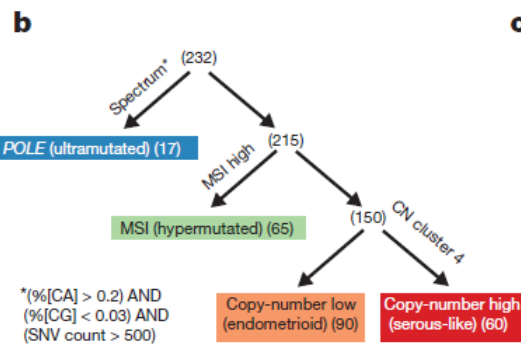 b
c
(232)
Spectrum*
POLE (ultramutated) (17)
(215)
MSI high
MSI (hypermutated) (65)
(150)
CN cluster 4
*(%[CA] > 0.2) AND
(%[CG] < 0.03) AND
(SNV count > 500)
Copy-number low
(endometrioid) (90)
Copy-number high
(serous-like) (60)